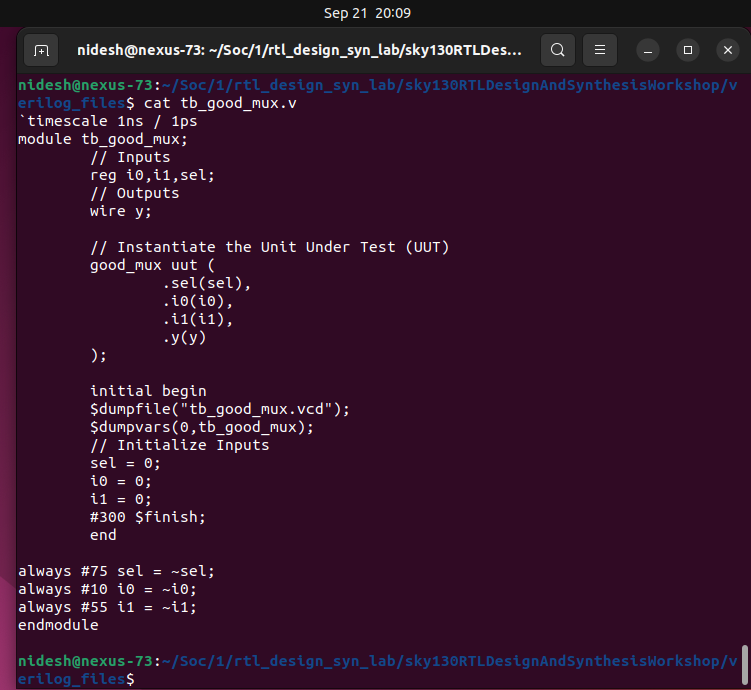 Sep 21 20:09
nidesh@nexus-73: ~/Soc/1/rtl_design_syn_lab/sky130RTLDes...
nidesh@nexus-73:~/Soc/1/rtl_design_syn_lab/sky130RTLDesignAndSynthesisWorkshop/v
erilog_files$ cat tb_good_mux.v
`timescale 1ns / 1ps
module tb_good_mux;
        // Inputs
        reg i0,i1,sel;
        // Outputs
        wire y;

        // Instantiate the Unit Under Test (UUT)
        good_mux uut (
                .sel(sel),
                .i0(i0),
                .i1(i1),
                .y(y)
        );

        initial begin
        $dumpfile("tb_good_mux.vcd");
        $dumpvars(0,tb_good_mux);
        // Initialize Inputs
        sel = 0;
        i0 = 0;
        i1 = 0;
        #300 $finish;
        end

always #75 sel = ~sel;
always #10 i0 = ~i0;
always #55 i1 = ~i1;
endmodule

nidesh@nexus-73:~/Soc/1/rtl_design_syn_lab/sky130RTLDesignAndSynthesisWorkshop/v
erilog_files$